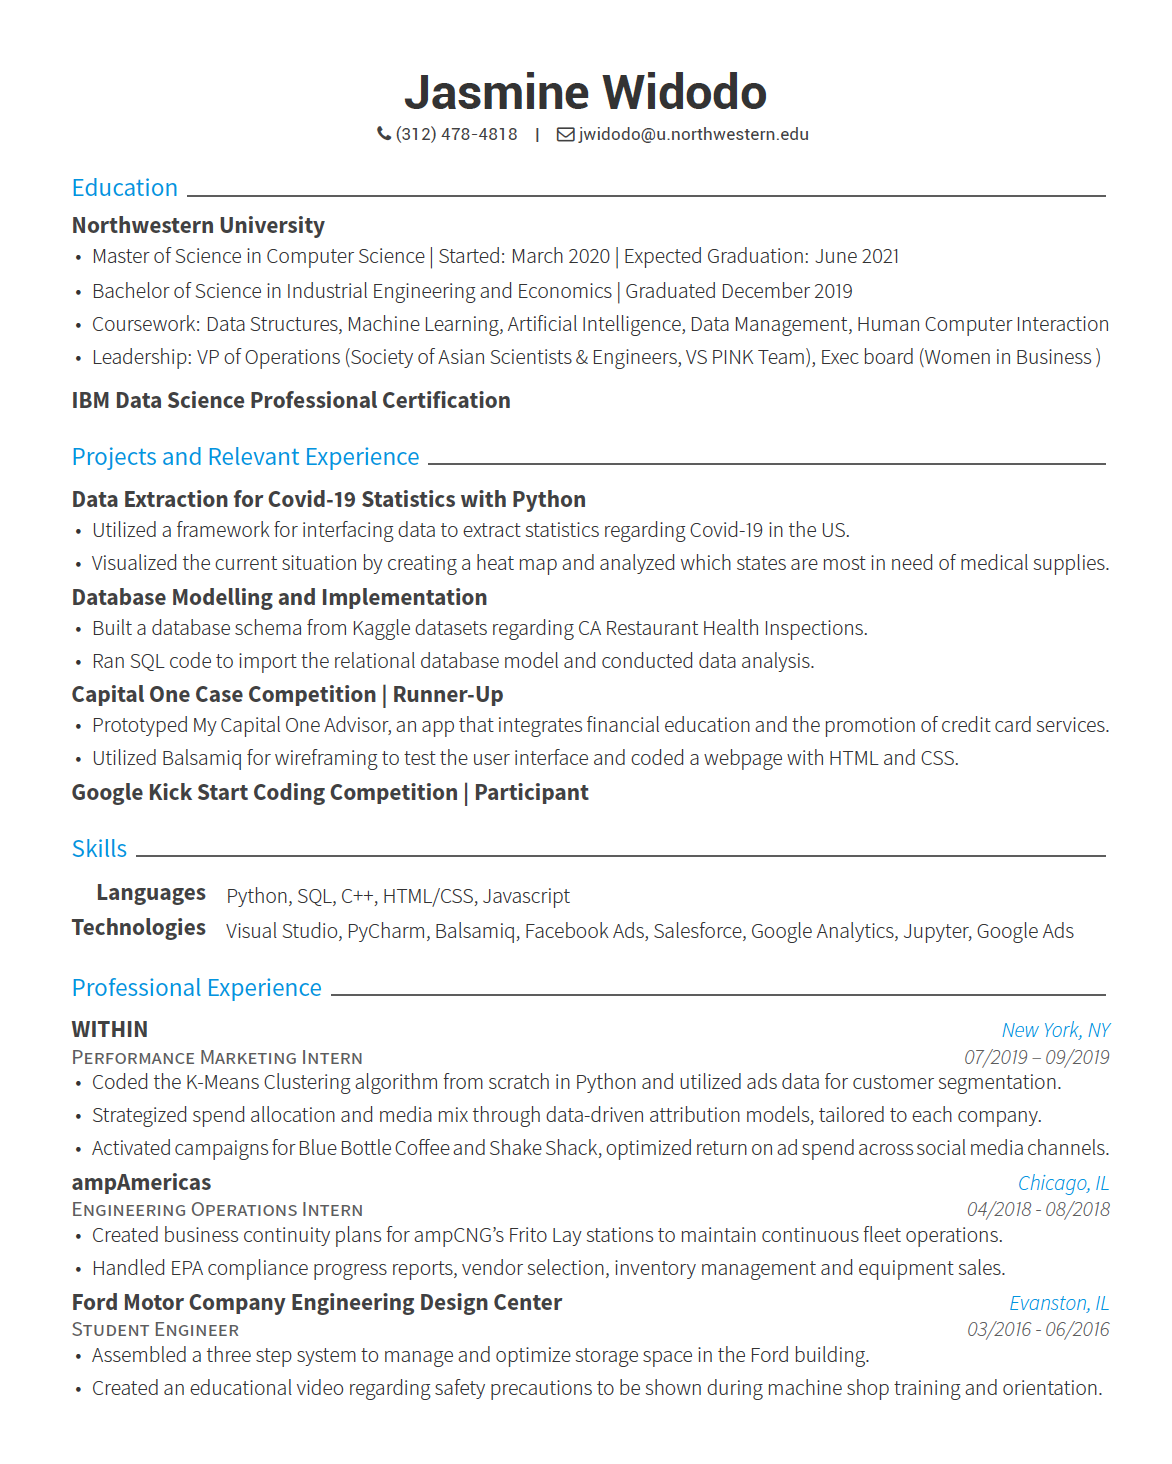 Jasmine Widodo
(312) 478-4818 | jwidodo@u.northwestern.edu
Education
Northwestern University
• Master of Science in Computer Science | Started: March 2020 | Expected Graduation: June 2021
• Bachelor of Science in Industrial Engineering and Economics | Graduated December 2019
• Coursework: Data Structures, Machine Learning, Artificial Intelligence, Data Management, Human Computer Interaction
• Leadership: VP of Operations (Society of Asian Scientists & Engineers, VS PINK Team), Exec board (Women in Business )
IBM Data Science Professional Certification
Projects and Relevant Experience
Data Extraction for Covid-19 Statistics with Python
• Utilized a framework for interfacing data to extract statistics regarding Covid-19 in the US.
• Visualized the current situation by creating a heat map and analyzed which states are most in need of medical supplies.
Database Modelling and Implementation
• Built a database schema from Kaggle datasets regarding CA Restaurant Health Inspections.
• Ran SQL code to import the relational database model and conducted data analysis.
Capital One Case Competition | Runner-Up
• Prototyped My Capital One Advisor, an app that integrates financial education and the promotion of credit card services.
• Utilized Balsamiq for wireframing to test the user interface and coded a webpage with HTML and CSS.
Google Kick Start Coding Competition | Participant
Skills
Languages Python, SQL, C++, HTML/CSS, Javascript
Technologies Visual Studio, PyCharm, Balsamiq, Facebook Ads, Salesforce, Google Analytics, Jupyter, Google Ads
Professional Experience
WITHIN New York, NY
Performance Marketing Intern 07/2019 – 09/2019
• Coded the K-Means Clustering algorithm from scratch in Python and utilized ads data for customer segmentation.
• Strategized spend allocation and media mix through data-driven attribution models, tailored to each company.
• Activated campaigns for Blue Bottle Coffee and Shake Shack, optimized return on ad spend across social media channels.
ampAmericas Chicago, IL
Engineering Operations Intern 04/2018 - 08/2018
• Created business continuity plans for ampCNG’s Frito Lay stations to maintain continuous fleet operations.
• Handled EPA compliance progress reports, vendor selection, inventory management and equipment sales.
Ford Motor Company Engineering Design Center Evanston, IL
Student Engineer 03/2016 - 06/2016
• Assembled a three step system to manage and optimize storage space in the Ford building.
• Created an educational video regarding safety precautions to be shown during machine shop training and orientation.